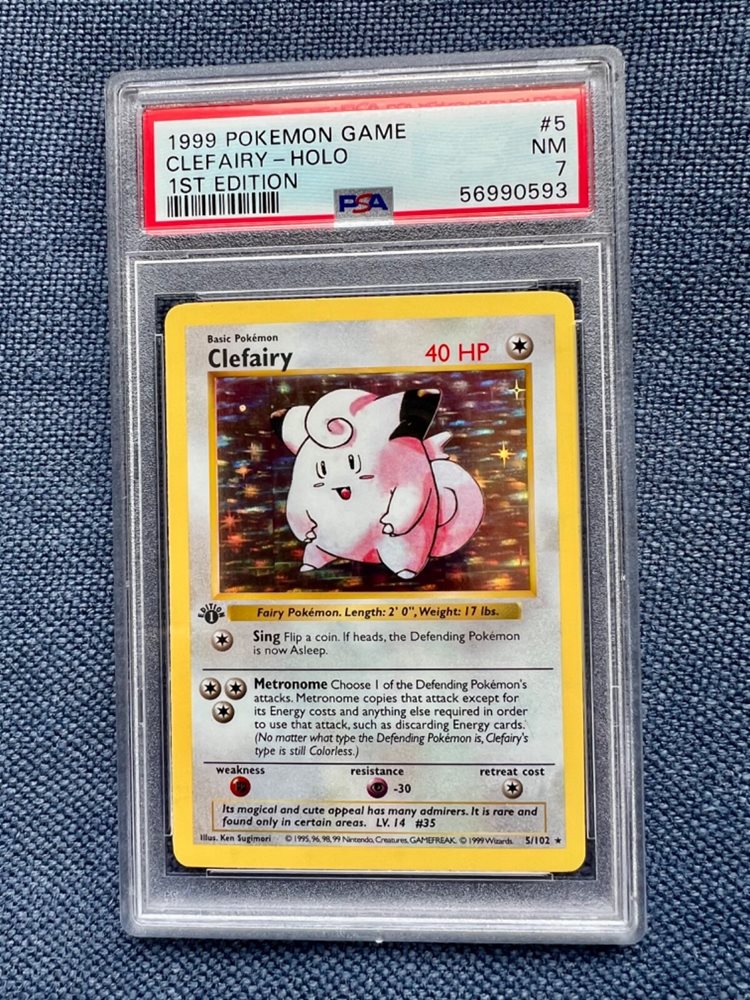 1999 POKEMON GAME #5
CLEFAIRY - HOLO NM
1ST EDITION 7
PSA 56990593
Basic Pokémon
Clefairy 40 HP
EDITION
1
Fairy Pokémon. Length: 2' 0", Weight: 17 lbs.
Sing Flip a coin. If heads, the Defending Pokémon
is now Asleep.
Metronome Choose 1 of the Defending Pokémon's
attacks. Metronome copies that attack except for
its Energy costs and anything else required in order
to use that attack, such as discarding Energy cards.
(No matter what type the Defending Pokémon is, Clefairy's
type is still Colorless.)
weakness resistance retreat cost
-30
Its magical and cute appeal has many admirers. It is rare and
found only in certain areas. LV. 14 #35
Illus. Ken Sugimori © 1995, 96, 98, 99 Nintendo, Creatures, GAMEFREAK. © 1999 Wizards. 5/102 ★